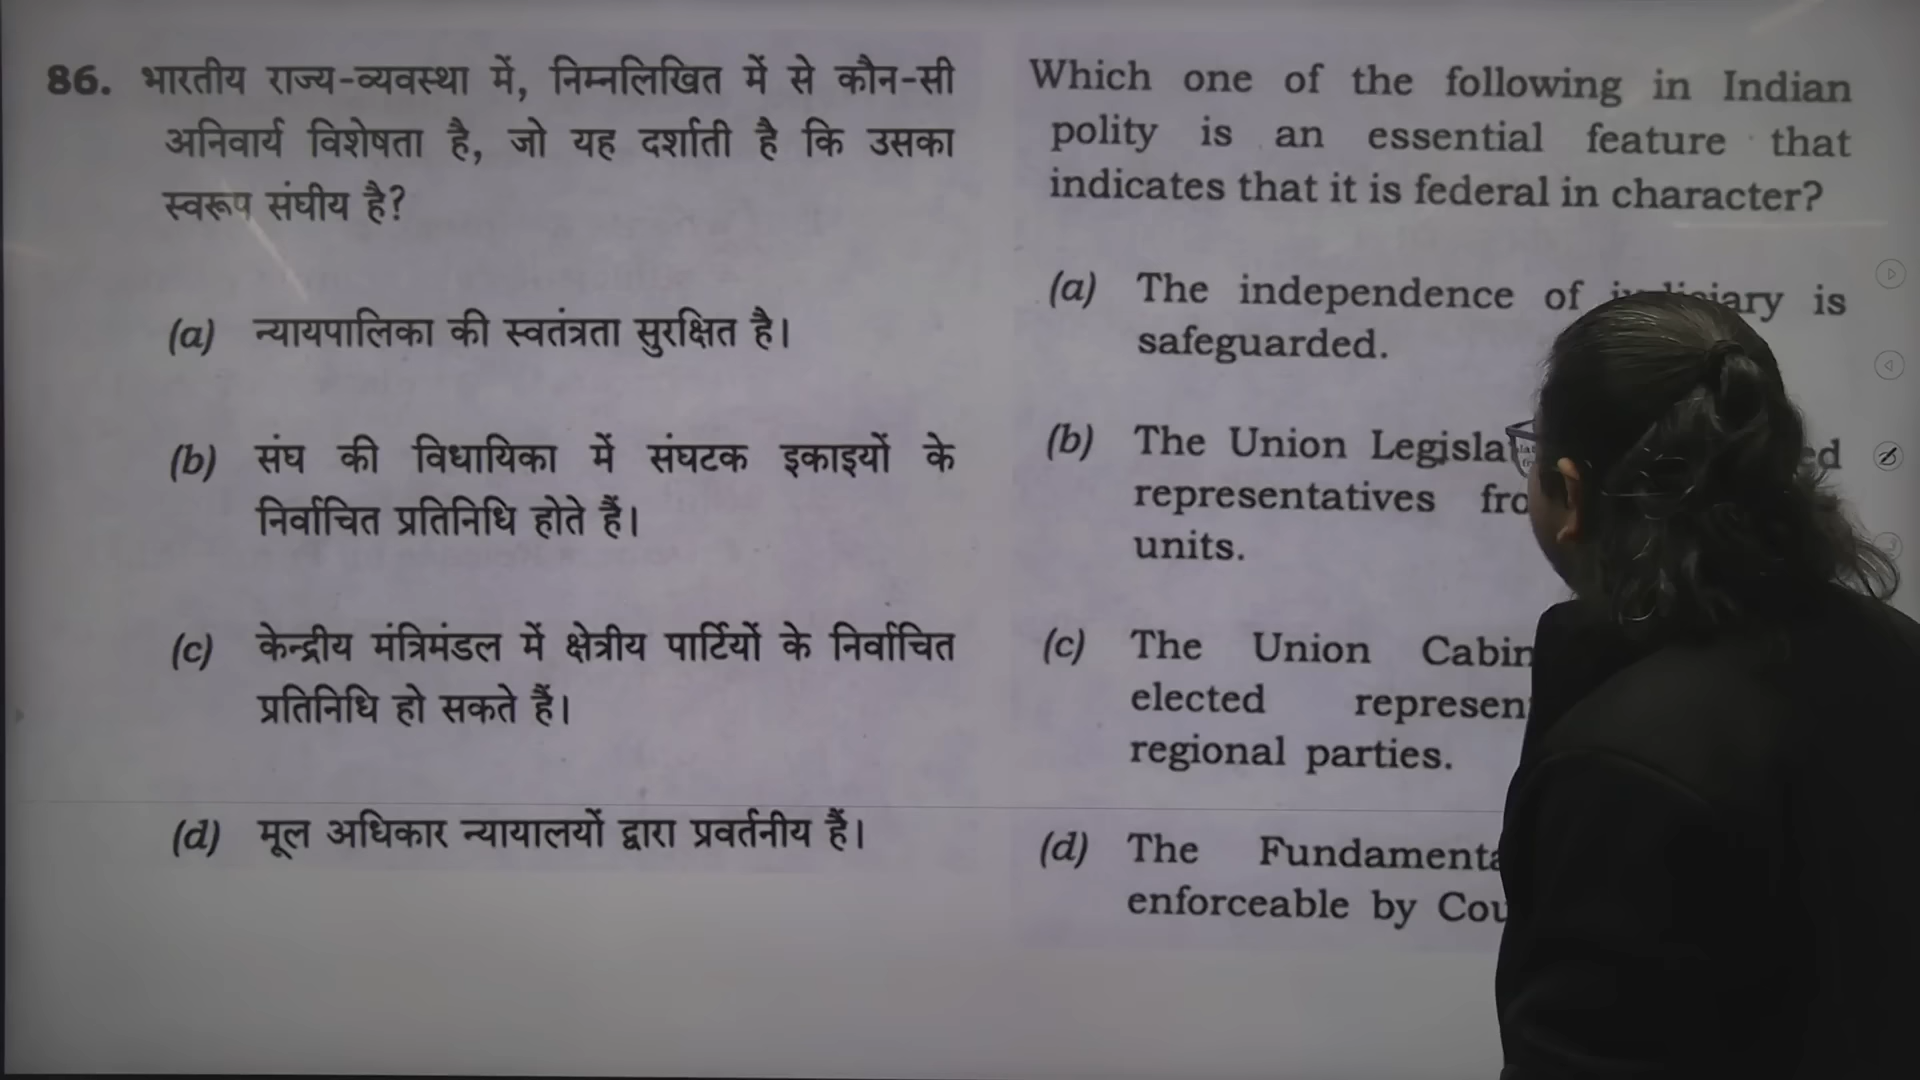 86. भारतीय राज्य-व्यवस्था में, निम्नलिखित में से कौन-सी
अनिवार्य विशेषता है, जो यह दर्शाती है कि उसका
स्वरूप संघीय है?
(a) न्यायपालिका की स्वतंत्रता सुरक्षित है।
(b) संघ की विधायिका में संघटक इकाइयों के
निर्वाचित प्रतिनिधि होते हैं।
(c) केन्द्रीय मंत्रिमंडल में क्षेत्रीय पार्टियों के निर्वाचित
प्रतिनिधि हो सकते हैं।
(d) मूल अधिकार न्यायालयों द्वारा प्रवर्तनीय हैं।
Which one of the following in Indian
polity is an essential feature that
indicates that it is federal in character?
(a) The independence of is
safeguarded.
(b) The Union
representatives
units.
(c) The Union
elected
regional parties.
(d) The
enforceable by